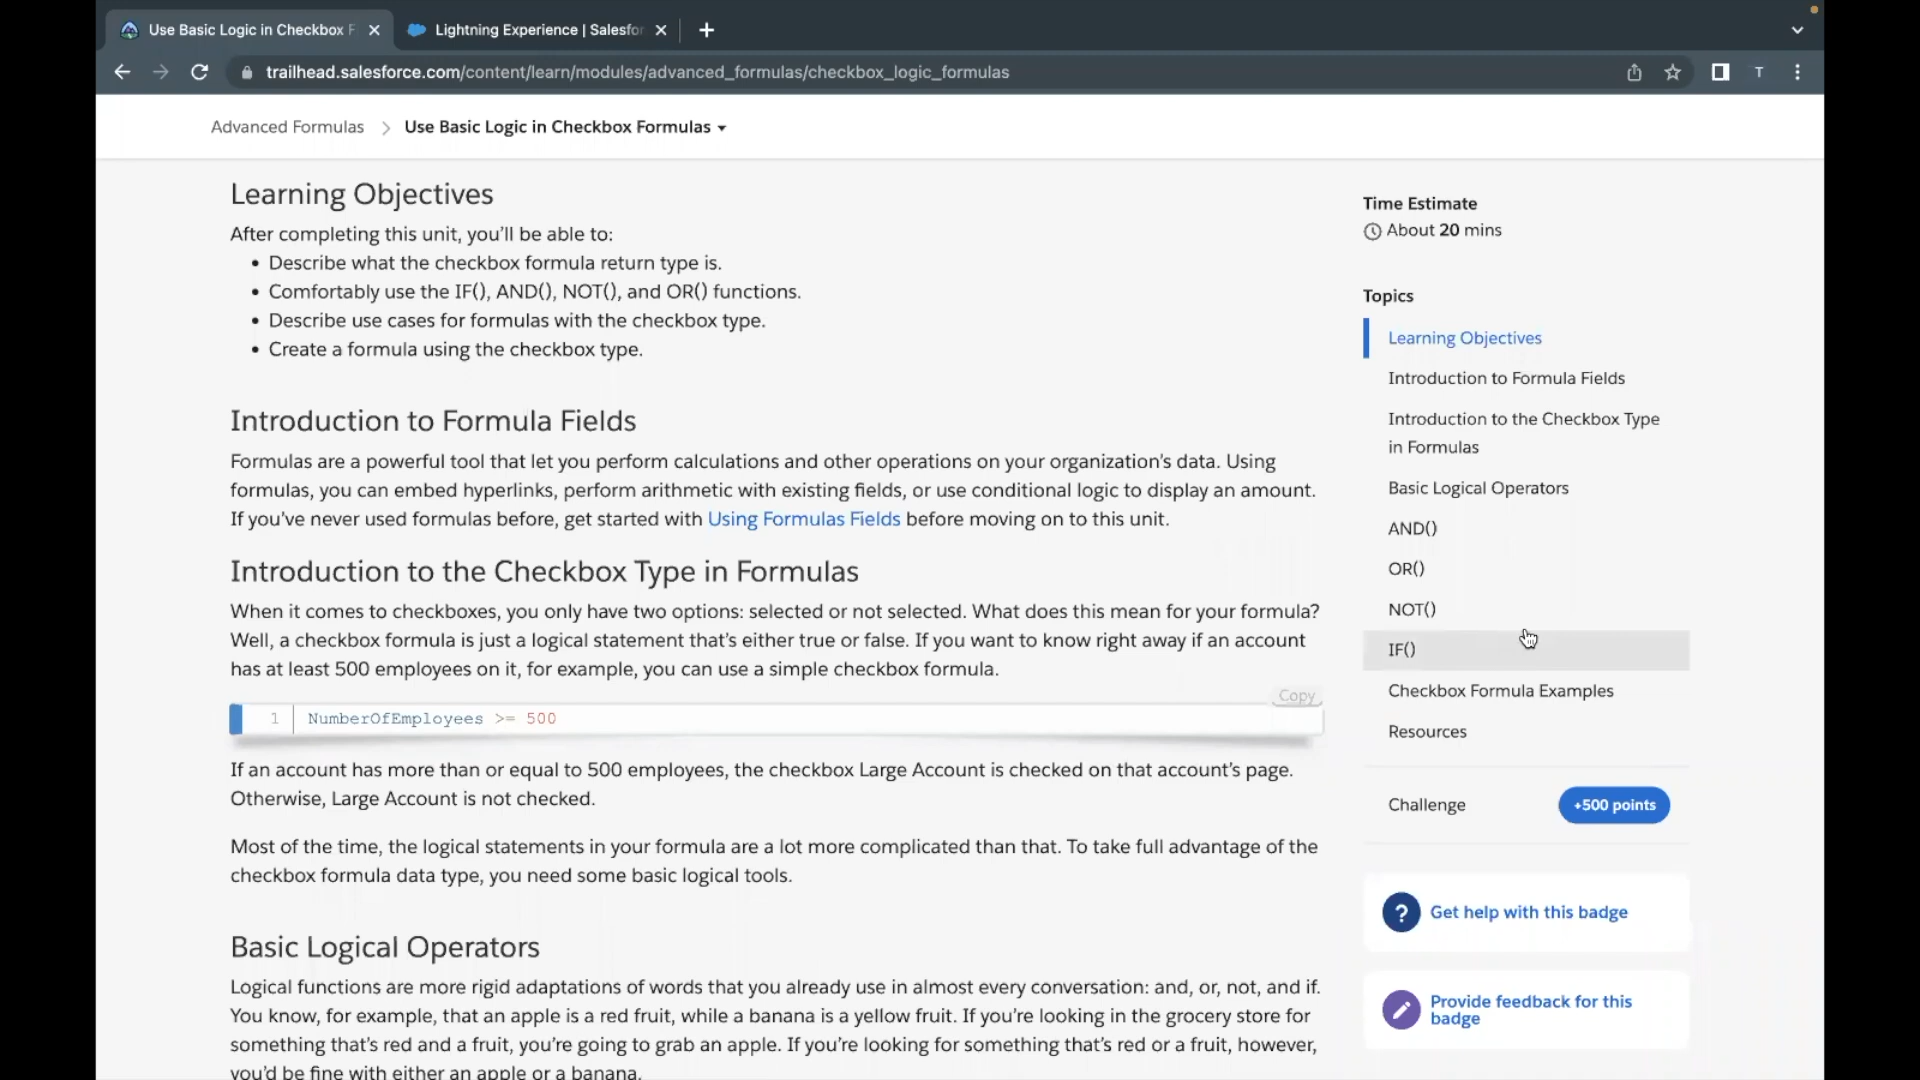 Use Basic Logic in Checkbox F
Lightning Experience | Salesfor
trailhead.salesforce.com/content/learn/modules/advanced_formulas/checkbox_logic_formulas
T
Advanced Formulas > Use Basic Logic in Checkbox Formulas
Learning Objectives
After completing this unit, you'll be able to:
• Describe what the checkbox formula return type is.
• Comfortably use the IF(), AND(), NOT(), and OR() functions.
• Describe use cases for formulas with the checkbox type.
• Create a formula using the checkbox type.
Introduction to Formula Fields
Formulas are a powerful tool that let you perform calculations and other operations on your organization's data. Using
formulas, you can embed hyperlinks, perform arithmetic with existing fields, or use conditional logic to display an amount.
If you've never used formulas before, get started with Using Formulas Fields before moving on to this unit.
Introduction to the Checkbox Type in Formulas
When it comes to checkboxes, you only have two options: selected or not selected. What does this mean for your formula?
Well, a checkbox formula is just a logical statement that's either true or false. If you want to know right away if an account
has at least 500 employees on it, for example, you can use a simple checkbox formula.
Copy
1 NumberOfEmployees >= 500
If an account has more than or equal to 500 employees, the checkbox Large Account is checked on that account's page.
Otherwise, Large Account is not checked.
Most of the time, the logical statements in your formula are a lot more complicated than that. To take full advantage of the
checkbox formula data type, you need some basic logical tools.
Basic Logical Operators
Logical functions are more rigid adaptations of words that you already use in almost every conversation: and, or, not, and if.
You know, for example, that an apple is a red fruit, while a banana is a yellow fruit. If you're looking in the grocery store for
something that's red and a fruit, you're going to grab an apple. If you're looking for something that's red or a fruit, however,
you'd be fine with either an apple or a banana.
Time Estimate
About 20 mins
Topics
Learning Objectives
Introduction to Formula Fields
Introduction to the Checkbox Type
in Formulas
Basic Logical Operators
AND()
OR()
NOT()
IF()
Checkbox Formula Examples
Resources
Challenge
+500 points
? Get help with this badge
Provide feedback for this
badge